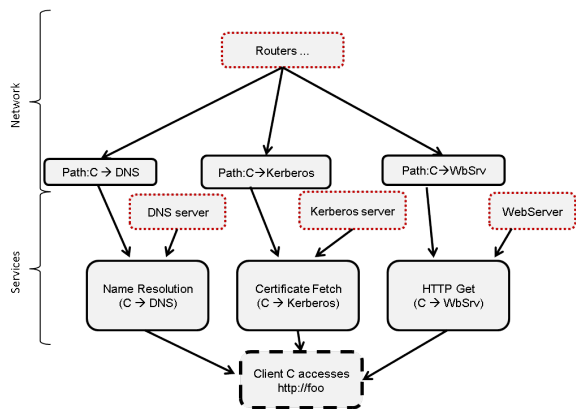 Routers ...
Network
Path:C → DNS
Path:C→Kerberos
Path:C→WbSrv
DNS server
Kerberos server
WebServer
Services
Name Resolution
(C → DNS)
Certificate Fetch
(C → Kerberos)
HTTP Get
(C → WbSrv)
Client C accesses
http://foo